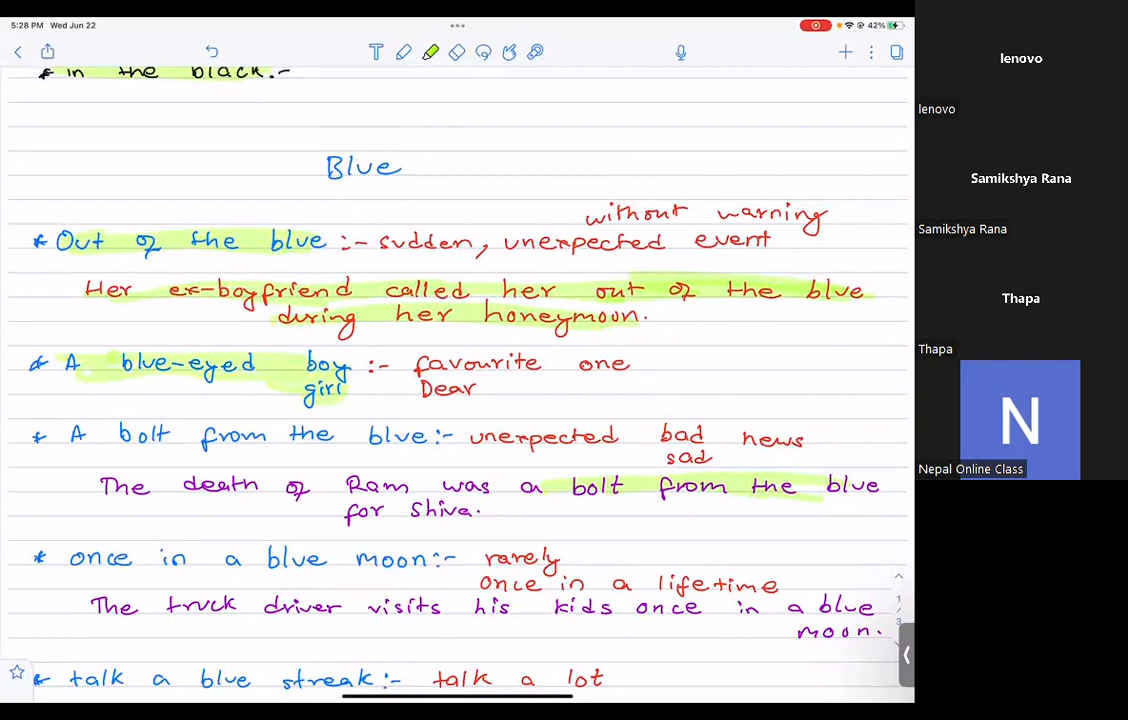 5:28 PM Wed Jun 22
42%
* in the black:-
Blue
without warning
* Out of the blue :- sudden, unexpected event
Her ex-boyfriend called her out of the blue
during her honeymoon.
* A blue-eyed boy :- favourite one
girl Dear
* A bolt from the blue:- unexpected bad news
sad
The death of Ram was a bolt from the blue
for Shiva.
* once in a blue moon:- rarely
once in a lifetime
The truck driver visits his kids once in a blue
moon.
* talk a blue streak:- talk a lot
1
/
3
lenovo
lenovo
Samikshya Rana
Samikshya Rana
Thapa
Thapa
N
Nepal Online Class